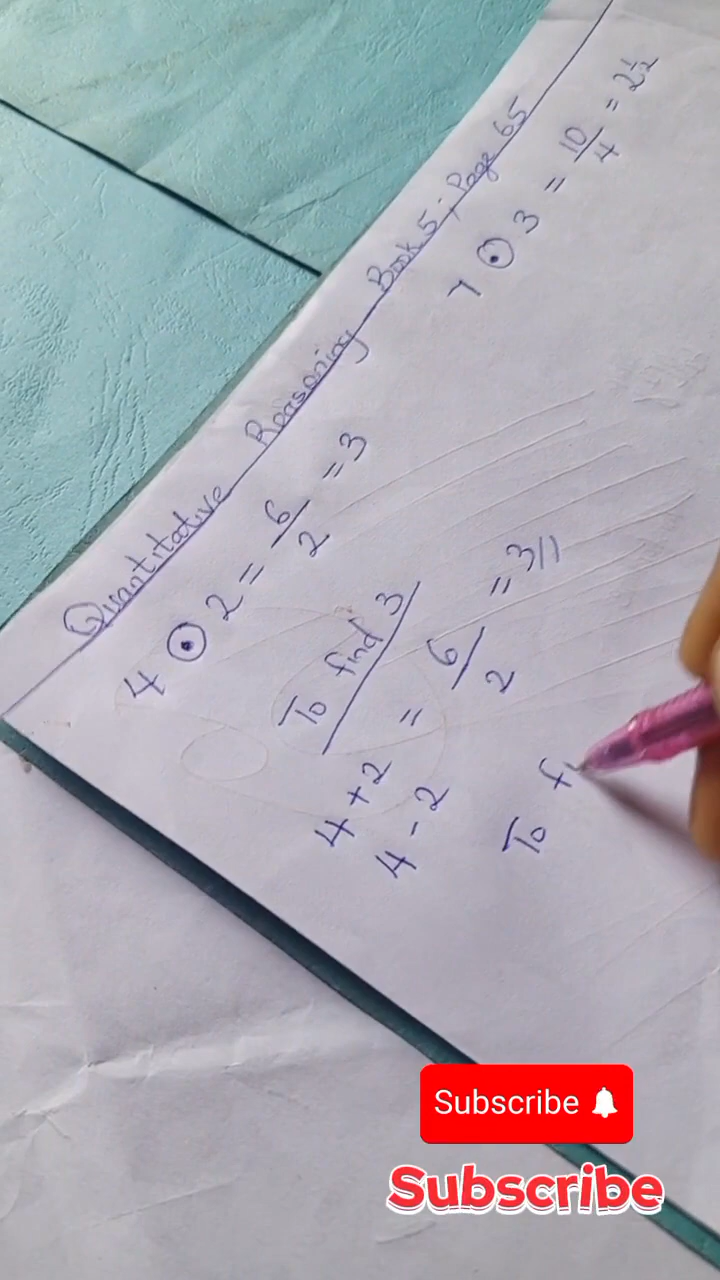 Quantitative Reasoning - Book 5; Page 65
4 ⊙ 2 = 6/2 = 3
7 ⊙ 3 = 10/4 = 2½
To find 3
4 + 2 = 6 = 3//
4 - 2 2
To f
Subscribe
Subscribe